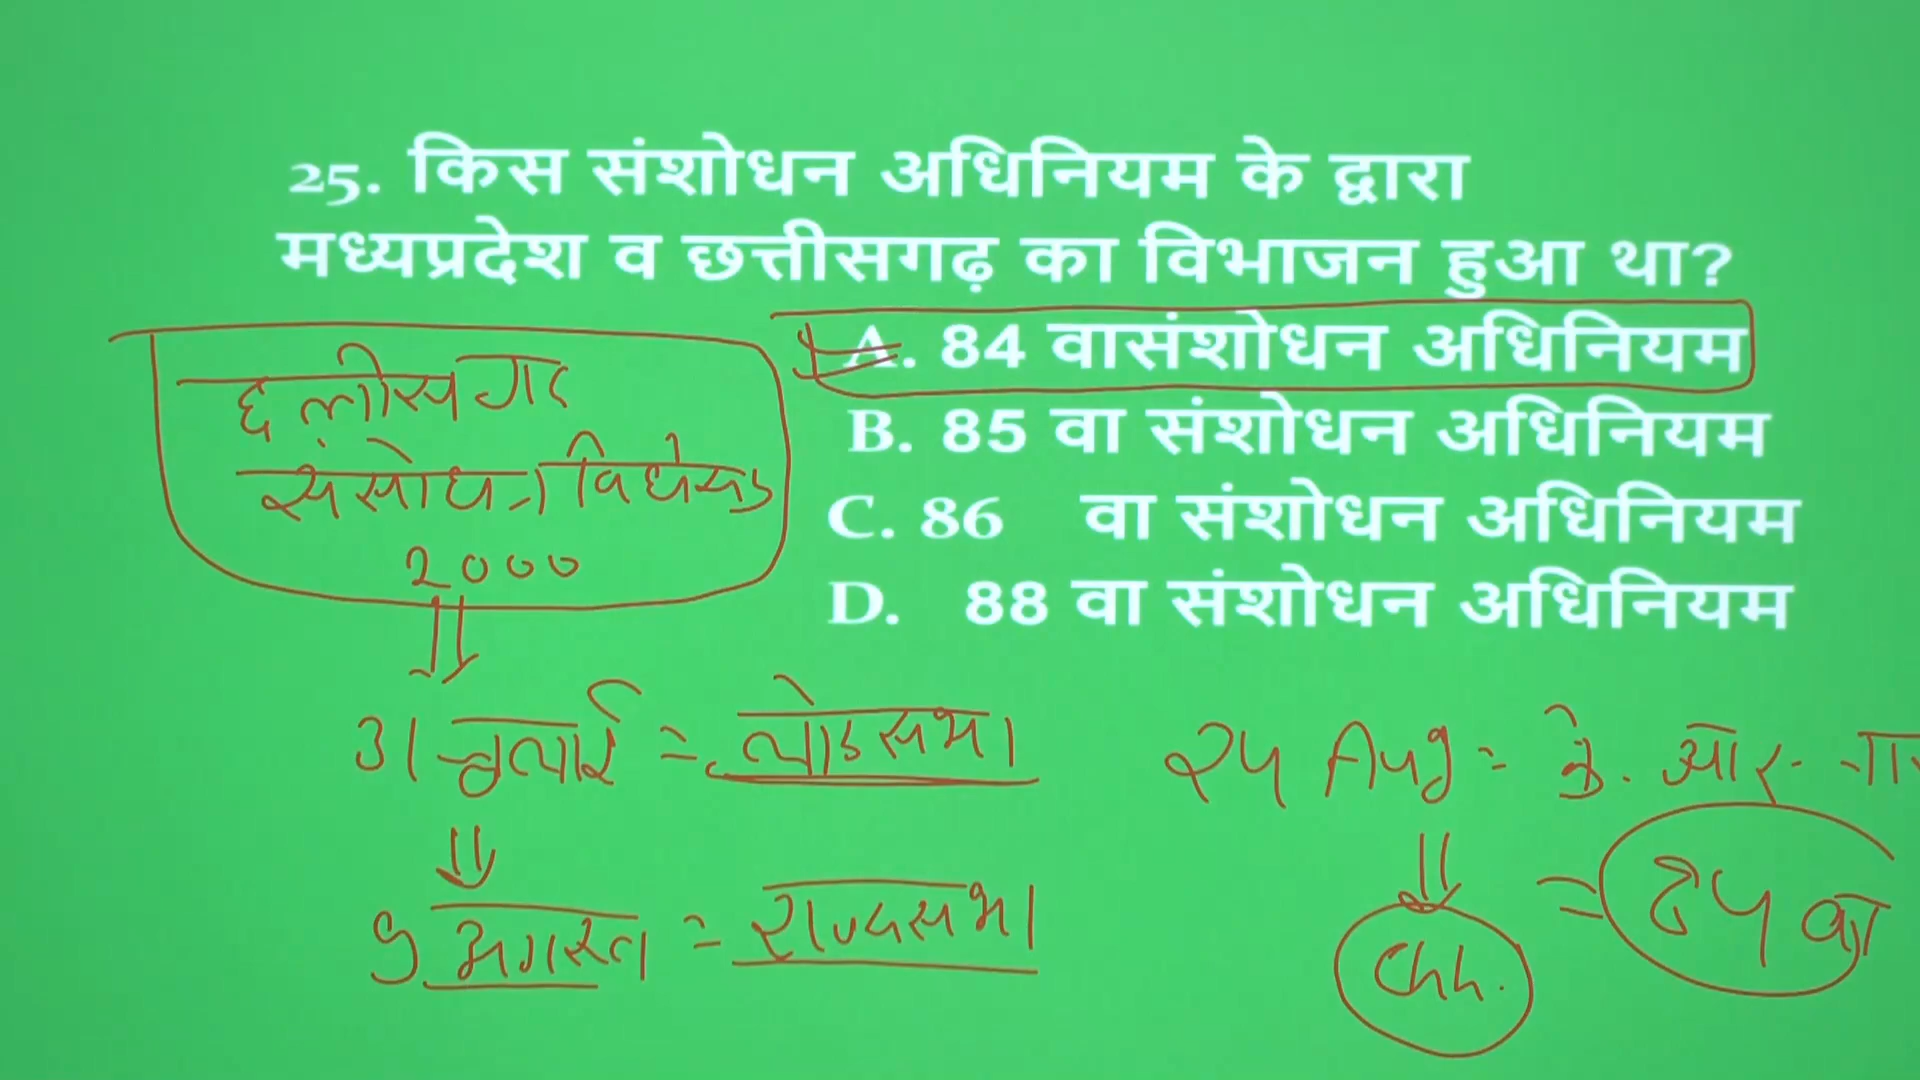 25. किस संशोधन अधिनियम के द्वारा
मध्यप्रदेश व छत्तीसगढ़ का विभाजन हुआ था?
A. 84 वासंशोधन अधिनियम
B. 85 वा संशोधन अधिनियम
C. 86 वा संशोधन अधिनियम
D. 88 वा संशोधन अधिनियम
छत्तीसगढ
संसोधन विधेयक
2000
31 जुलाई = लोकसभा
9 अगस्त = राज्यसभा
25 Aug = के. आर.
Chh. = 25 वा